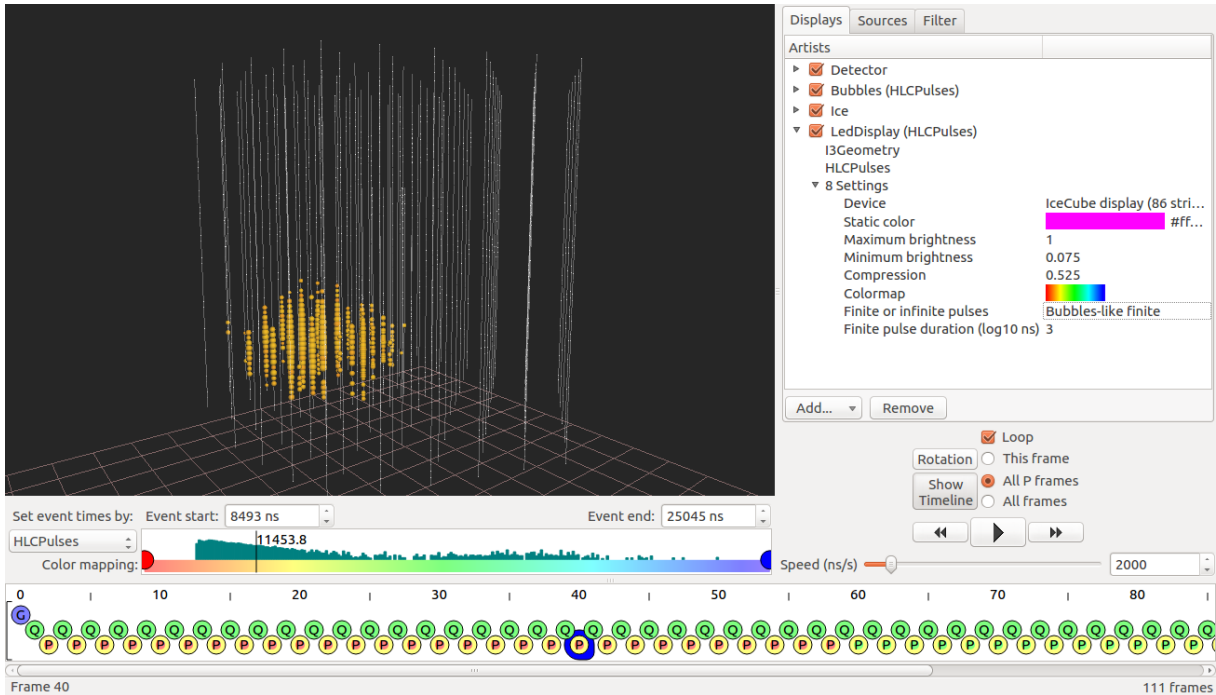 Displays Sources Filter
Artists
Detector
Bubbles (HLCPulses)
Ice
LedDisplay (HLCPulses)
I3Geometry
HLCPulses
8 Settings
Device IceCube display (86 stri...
Static color #ff...
Maximum brightness 1
Minimum brightness 0.075
Compression 0.525
Colormap
Finite or infinite pulses Bubbles-like finite
Finite pulse duration (log10 ns) 3
Add... Remove
Loop
Rotation This frame
Show Timeline All P frames
All frames
Set event times by: Event start: 8493 ns Event end: 25045 ns
HLCPulses 11453.8
Color mapping: Speed (ns/s) 2000
0 10 20 30 40 50 60 70 80
G
Q Q Q Q Q Q Q Q Q Q Q Q Q Q Q Q Q Q Q Q Q Q Q Q Q Q Q Q Q Q Q Q Q Q Q Q Q Q Q Q Q Q Q
P P P P P P P P P P P P P P P P P P P P P P P P P P P P P P P P P P P P P P P P P P
Frame 40 111 frames